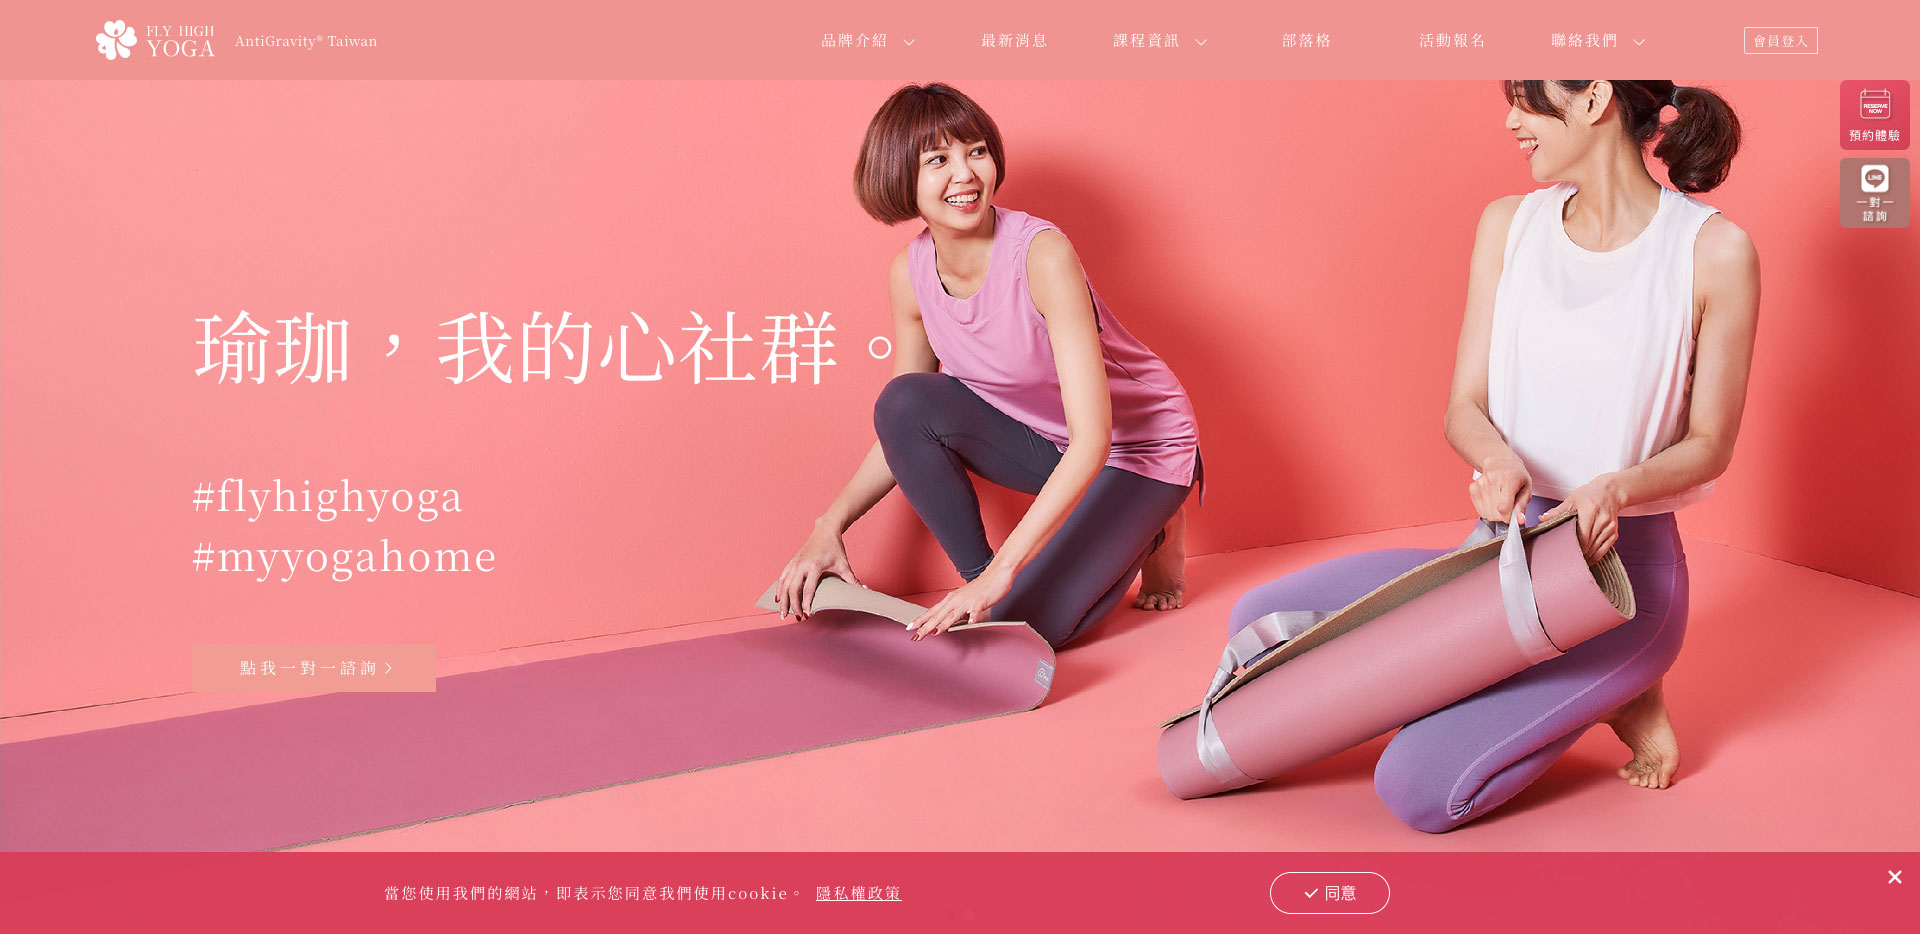 FLY HIGH
YOGA
AntiGravity® Taiwan
品牌介紹
最新消息
課程資訊
部落格
活動報名
聯絡我們
會員登入
RESERVE
NOW
預約體驗
LINE
一對一
諮詢
瑜珈，我的心社群。
#flyhighyoga
#myyogahome
點我一對一諮詢
當您使用我們的網站，即表示您同意我們使用cookie。 隱私權政策
同意